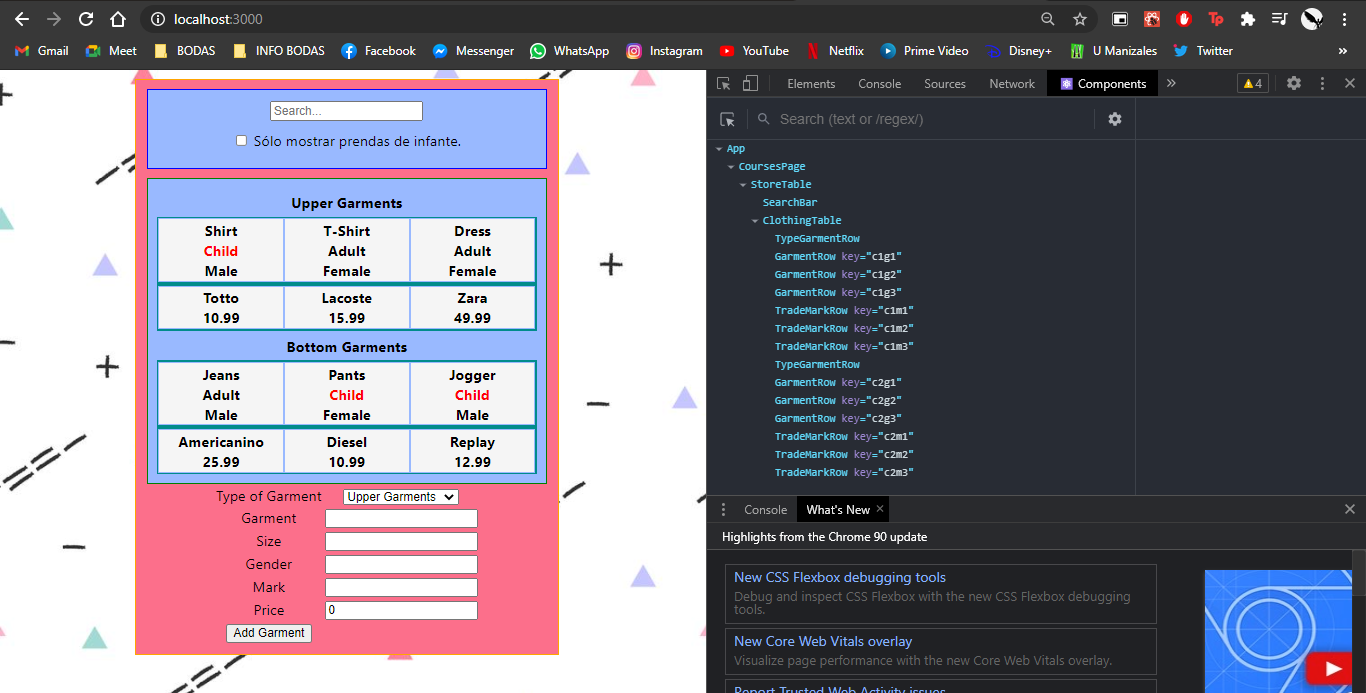 localhost:3000
Gmail Meet BODAS INFO BODAS Facebook Messenger WhatsApp Instagram YouTube Netflix Prime Video Disney+ U Manizales Twitter »
Search...
Sólo mostrar prendas de infante.
Upper Garments
Shirt T-Shirt Dress
Child Adult Adult
Male Female Female
Totto Lacoste Zara
10.99 15.99 49.99
Bottom Garments
Jeans Pants Jogger
Adult Child Child
Male Female Male
Americanino Diesel Replay
25.99 10.99 12.99
Type of Garment Upper Garments
Garment
Size
Gender
Mark
Price 0
Add Garment
Elements Console Sources Network Components » 4
Search (text or /regex/)
App
CoursesPage
StoreTable
SearchBar
ClothingTable
TypeGarmentRow
GarmentRow key="c1g1"
GarmentRow key="c1g2"
GarmentRow key="c1g3"
TradeMarkRow key="c1m1"
TradeMarkRow key="c1m2"
TradeMarkRow key="c1m3"
TypeGarmentRow
GarmentRow key="c2g1"
GarmentRow key="c2g2"
GarmentRow key="c2g3"
TradeMarkRow key="c2m1"
TradeMarkRow key="c2m2"
TradeMarkRow key="c2m3"
Console What's New
Highlights from the Chrome 90 update
New CSS Flexbox debugging tools
Debug and inspect CSS Flexbox with the new CSS Flexbox debugging
tools.
New Core Web Vitals overlay
Visualize page performance with the new Core Web Vitals overlay.
Report Trusted Web Activity issues